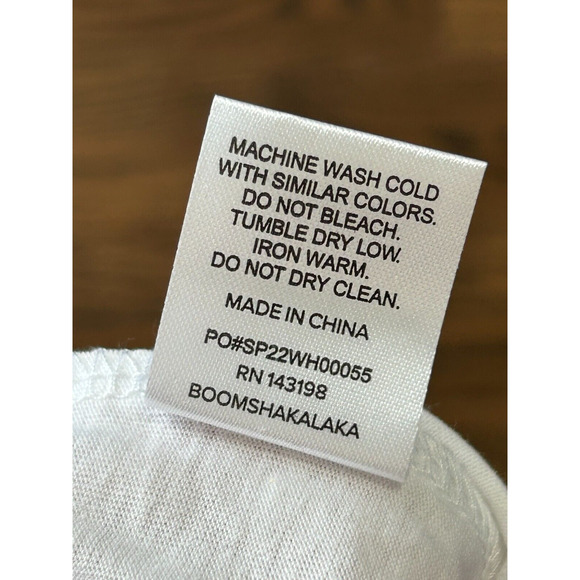 MACHINE WASH COLD
WITH SIMILAR COLORS.
DO NOT BLEACH.
TUMBLE DRY LOW.
IRON WARM.
DO NOT DRY CLEAN.
MADE IN CHINA
PO#SP22WH00055
RN 143198
BOOMSHAKALAKA